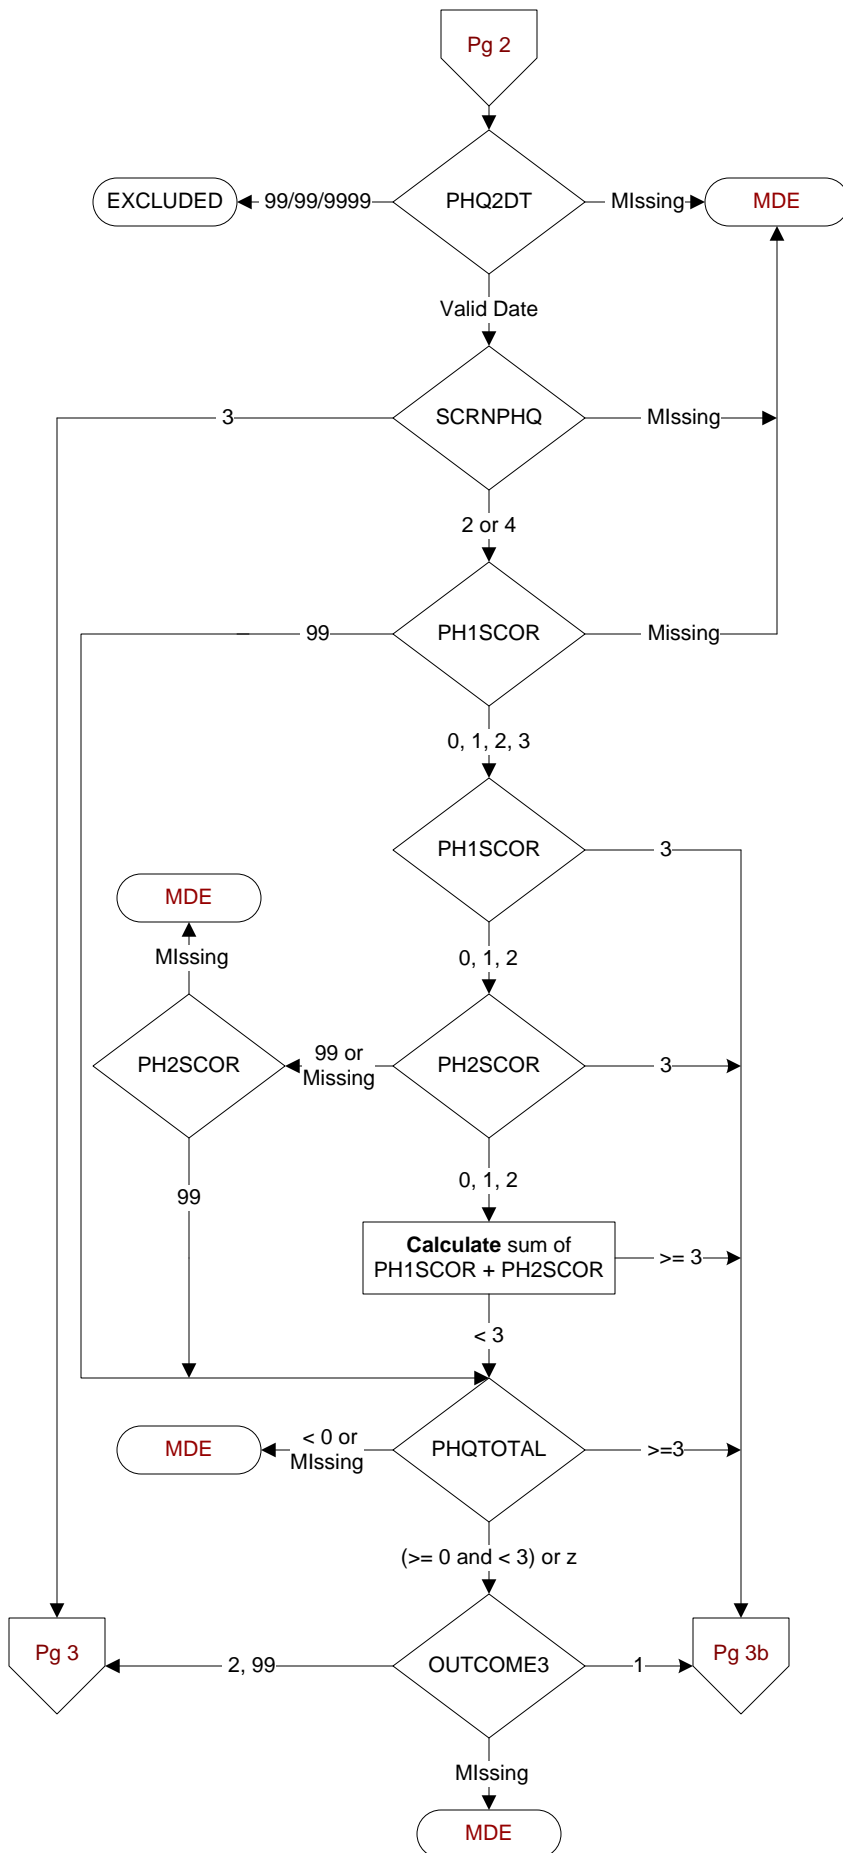 Pg 2
EXCLUDED
99/99/9999
PHQ2DT
MIssing
MDE
Valid Date
3
SCRNPHQ
MIssing
2 or 4
99
PH1SCOR
Missing
0, 1, 2, 3
PH1SCOR
3
MDE
MIssing
0, 1, 2
PH2SCOR
99 or
Missing
PH2SCOR
3
99
0, 1, 2
Calculate sum of
PH1SCOR + PH2SCOR
>= 3
< 3
MDE
< 0 or
MIssing
PHQTOTAL
>=3
(>= 0 and < 3) or z
Pg 3
2, 99
OUTCOME3
1
Pg 3b
MIssing
MDE